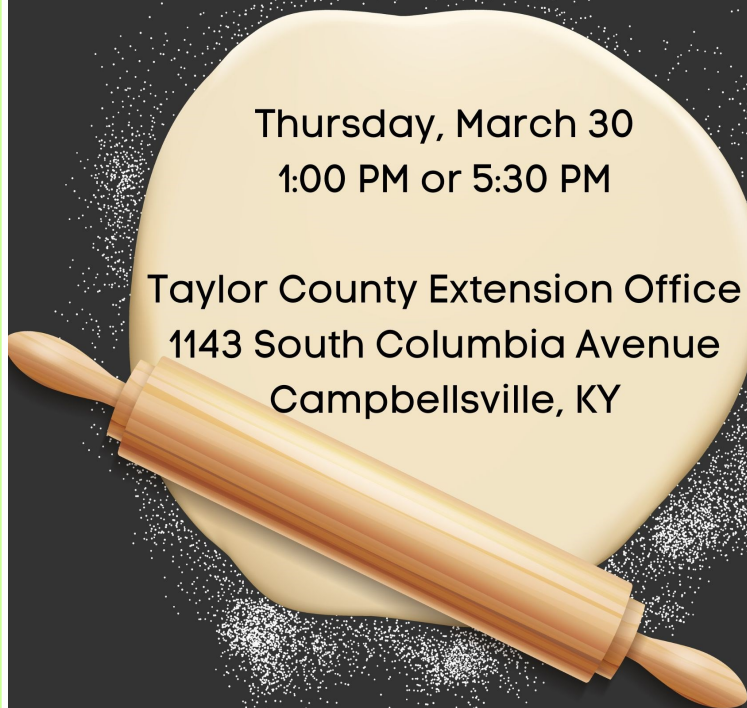 Thursday, March 30
1:00 PM or 5:30 PM
Taylor County Extension Office
1143 South Columbia Avenue
Campbellsville, KY